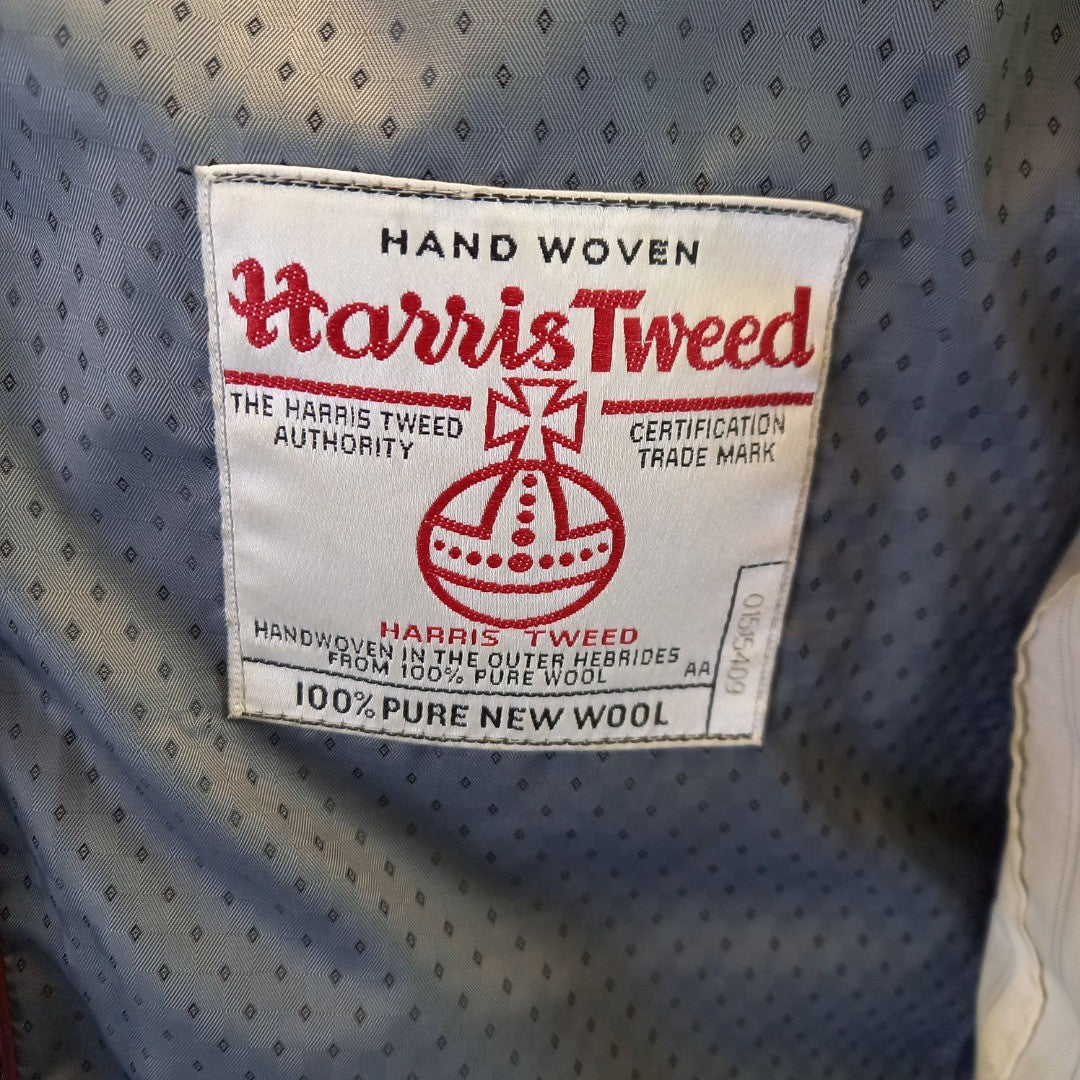 HAND WOVEN
Harris Tweed
THE HARRIS TWEED
AUTHORITY
CERTIFICATION
TRADE MARK
HARRIS TWEED
HANDWOVEN IN THE OUTER HEBRIDES
FROM 100% PURE WOOL
AA
100% PURE NEW WOOL